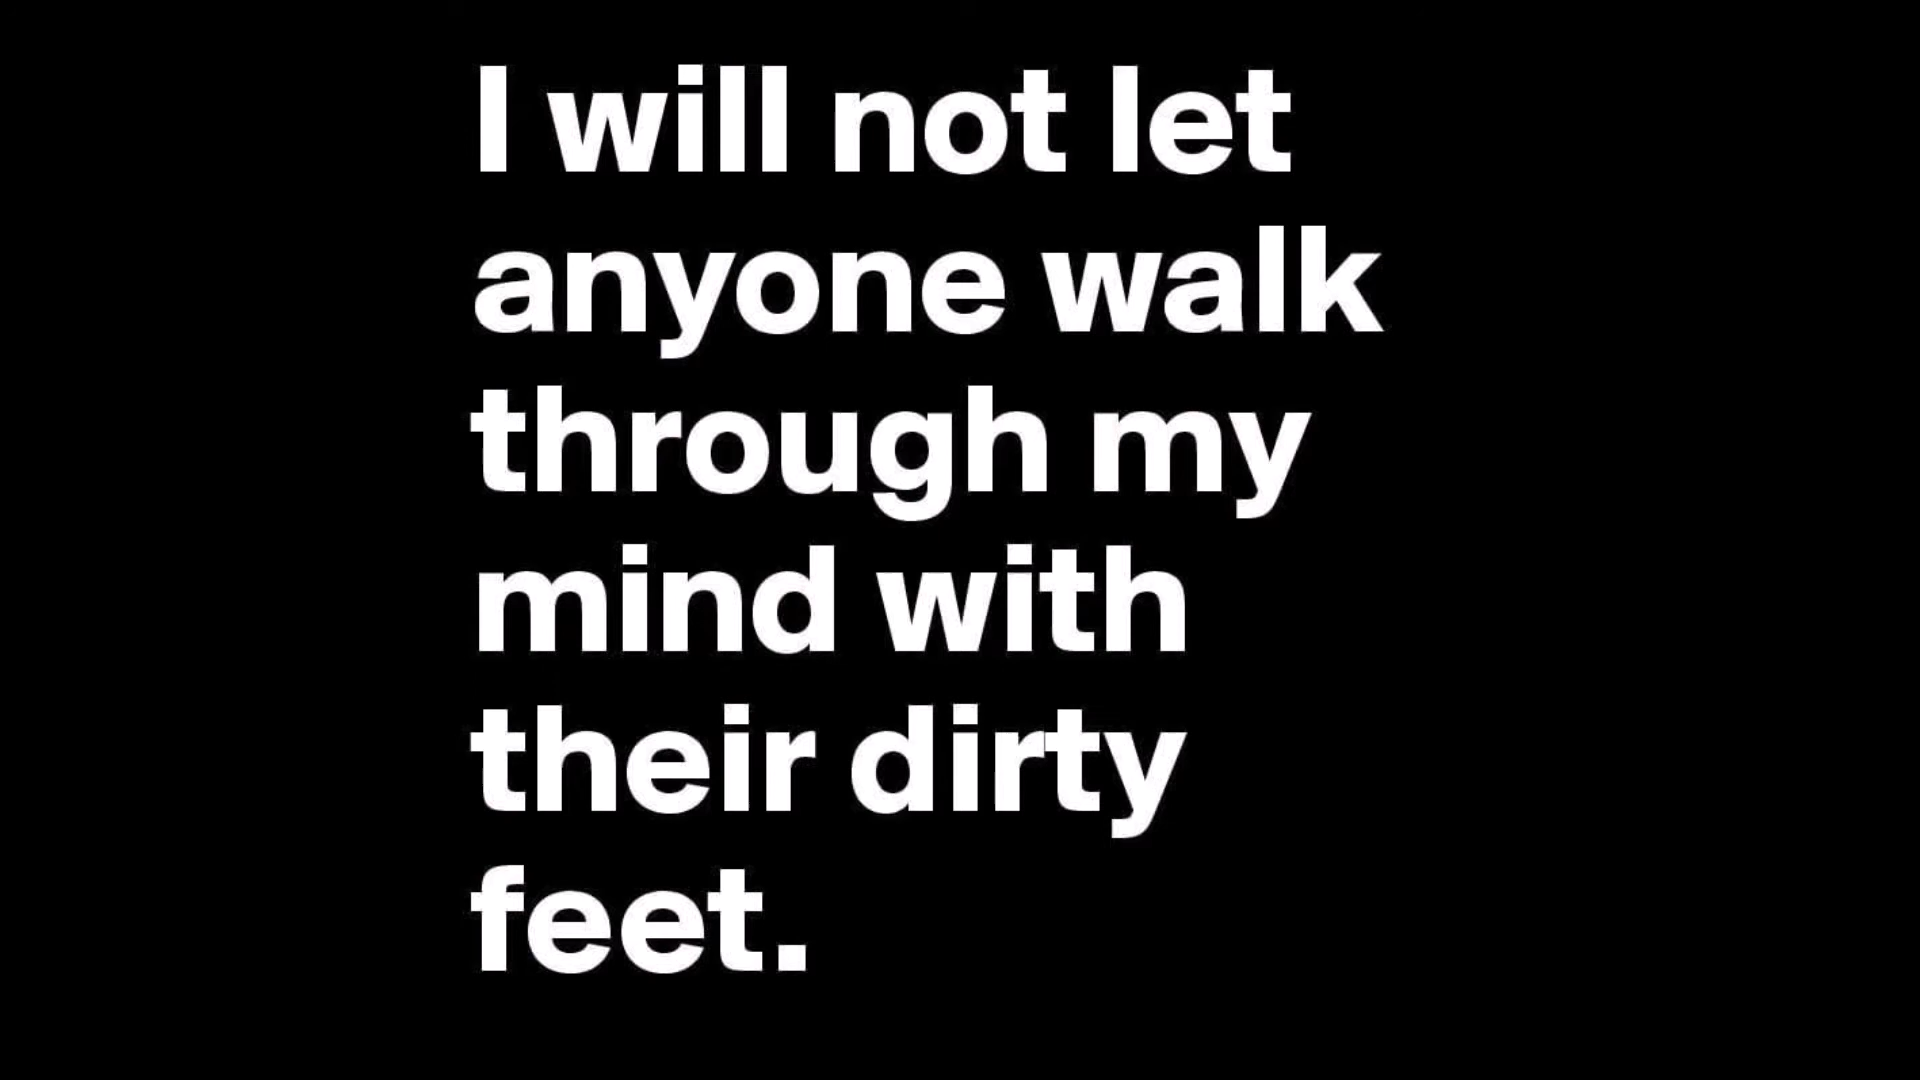 I will not let
anyone walk
through my
mind with
their dirty
feet.